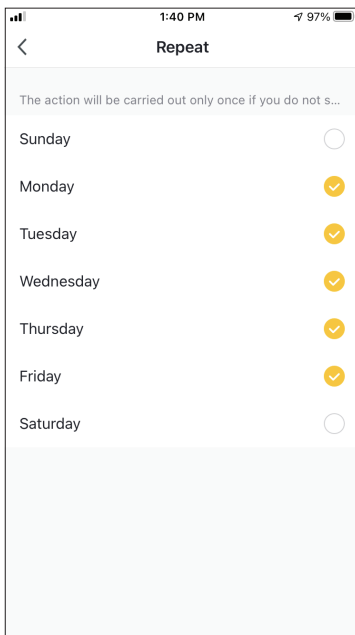 1:40 PM 97%
Repeat
The action will be carried out only once if you do not s...
Sunday
Monday
Tuesday
Wednesday
Thursday
Friday
Saturday